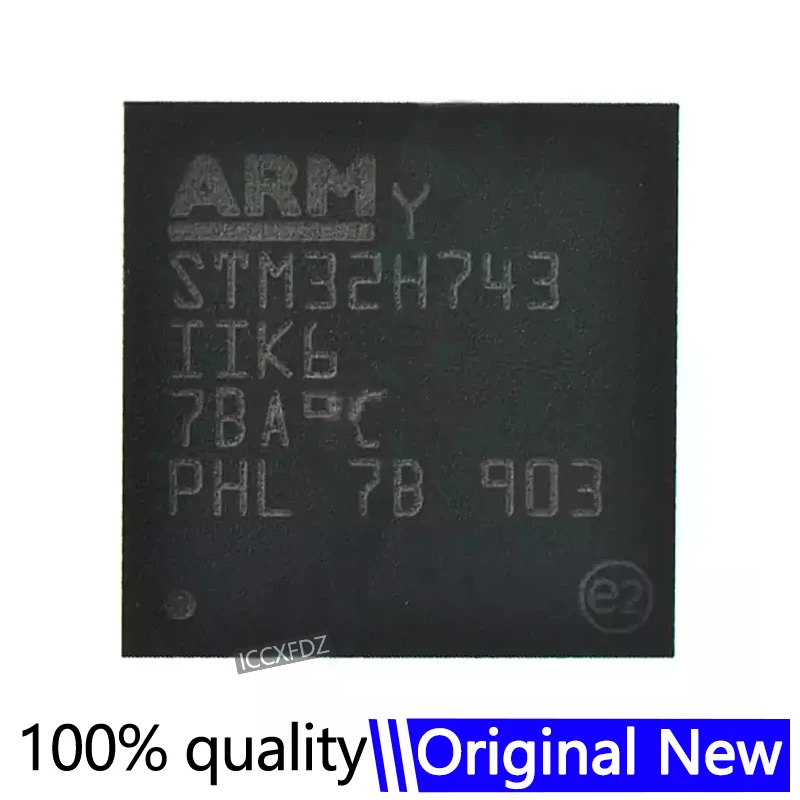 ARM Y
STM32H743
IIK6
7BA C
PHL 7B 903
e2
ICCXFDZ
100% quality Original New